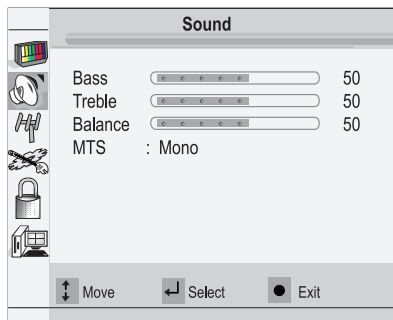 Sound
Bass 50
Treble 50
Balance 50
MTS : Mono
Move Select Exit